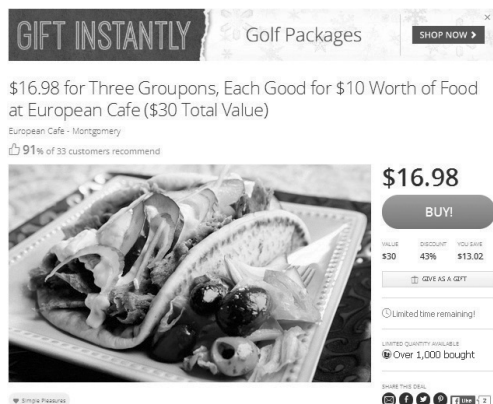 GIFT INSTANTLY
Golf Packages
SHOP NOW
$16.98 for Three Groupons, Each Good for $10 Worth of Food
at European Cafe ($30 Total Value)
European Cafe - Montgomery
91% of 33 customers recommend
$16.98
BUY!
VALUE DISCOUNT YOU SAVE
$30 43% $13.02
GIVE AS A GIFT
Limited time remaining!
LIMITED QUANTITY AVAILABLE
Over 1,000 bought
SHARE THIS DEAL
Like 2
Simple Pleasures